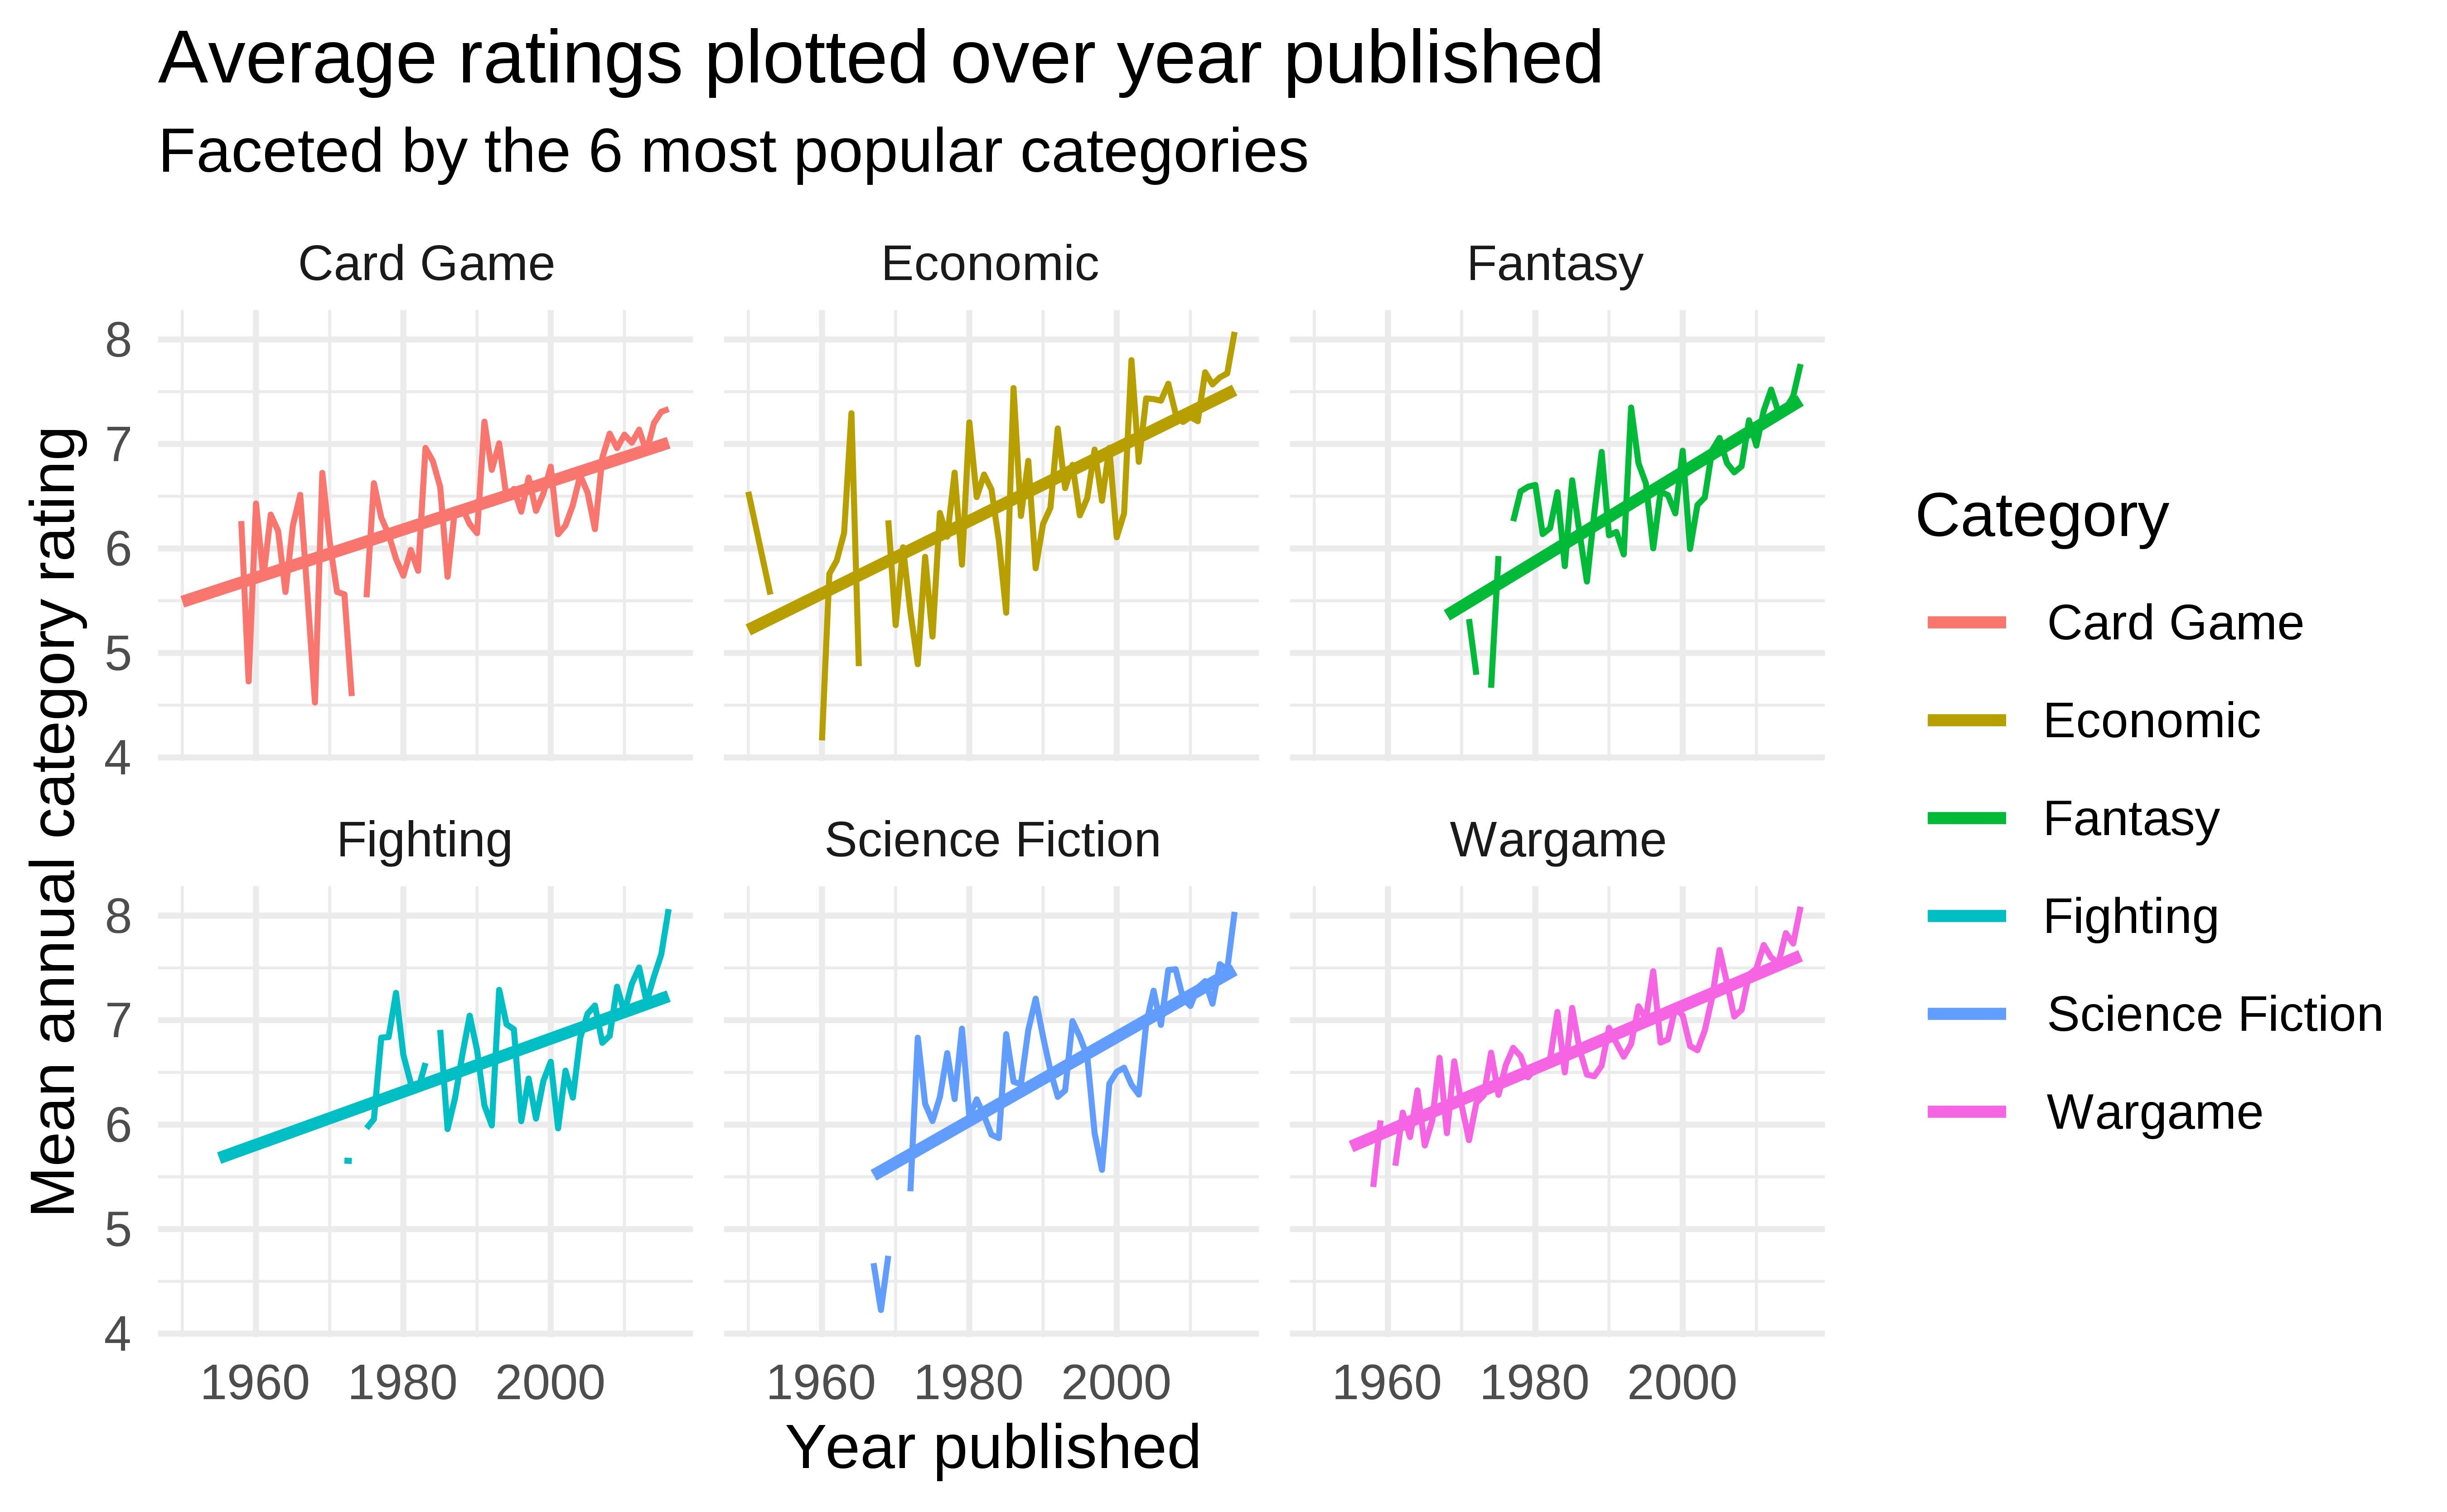 Average ratings plotted over year published
Faceted by the 6 most popular categories
Card Game
Economic
Fantasy
8
7
6
5
4
Fighting
Science Fiction
Wargame
8
7
6
5
4
1960 1980 2000
1960 1980 2000
1960 1980 2000
Year published
Mean annual category rating
Category
Card Game
Economic
Fantasy
Fighting
Science Fiction
Wargame